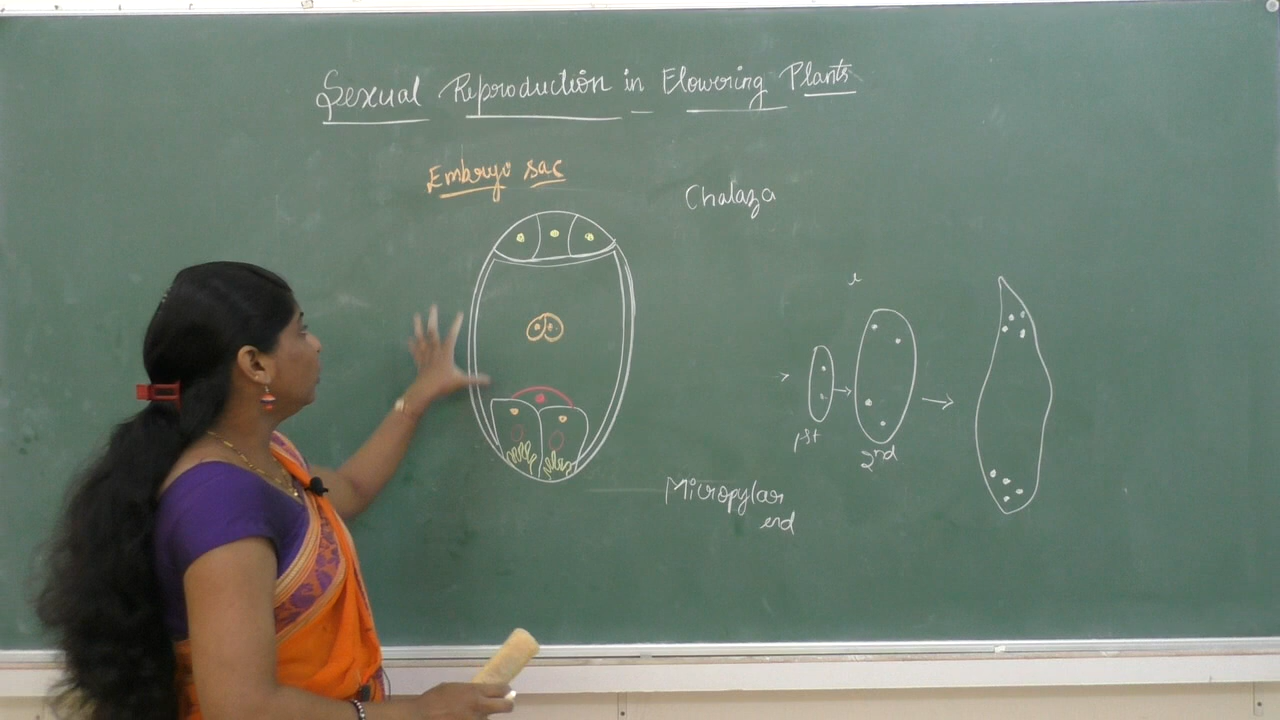 Sexual Reproduction in Flowering Plants
Embryo sac
Chalaza
1st
2nd
Micropylar
end